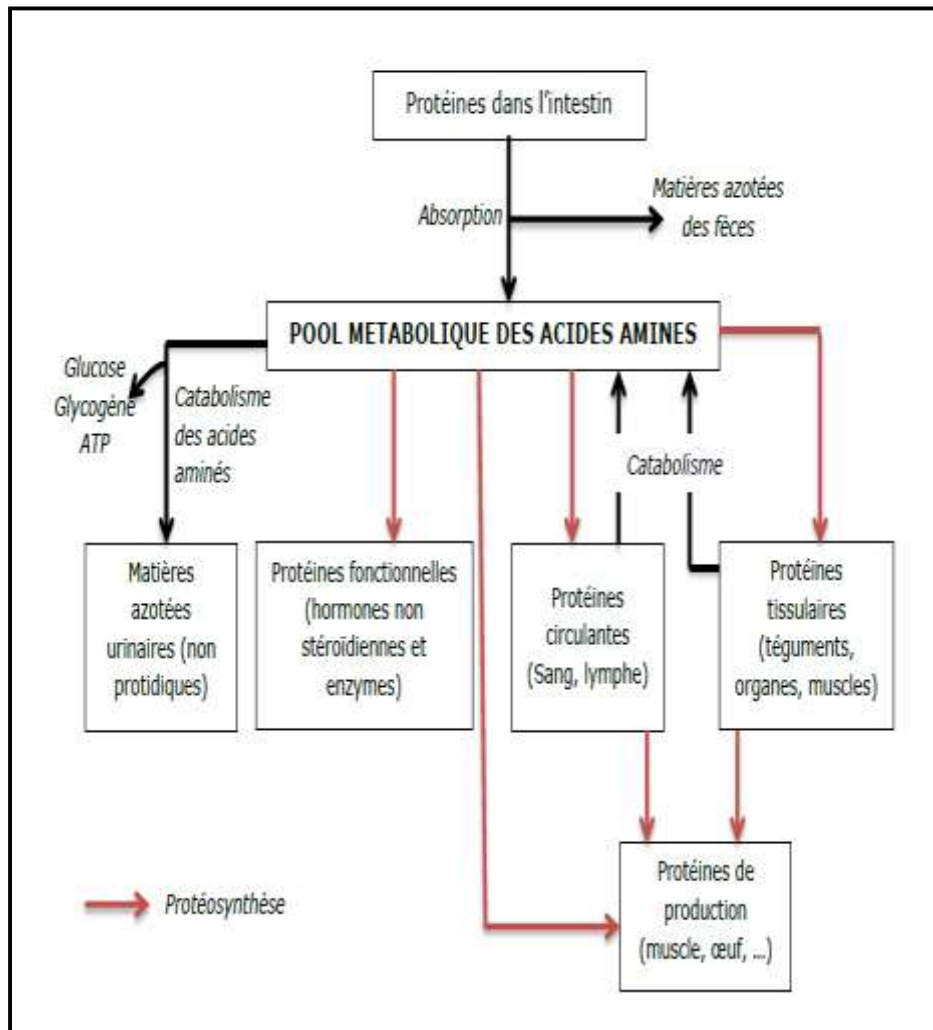 Protéines dans l'intestin
Absorption
Matières azotées
des fèces
POOL METABOLIQUE DES ACIDES AMINES
Glucose
Glycogène
ATP
Catabolisme
des acides
aminés
Catabolisme
Matières
azotées
urinaires (non
protidiques)
Protéines fonctionnelles
(hormones non
stéroïdiennes et
enzymes)
Protéines
circulantes
(Sang, lymphe)
Protéines
tissulaires
(téguments,
organes, muscles)
Protéosynthèse
Protéines de
production
(muscle, œuf, ...)